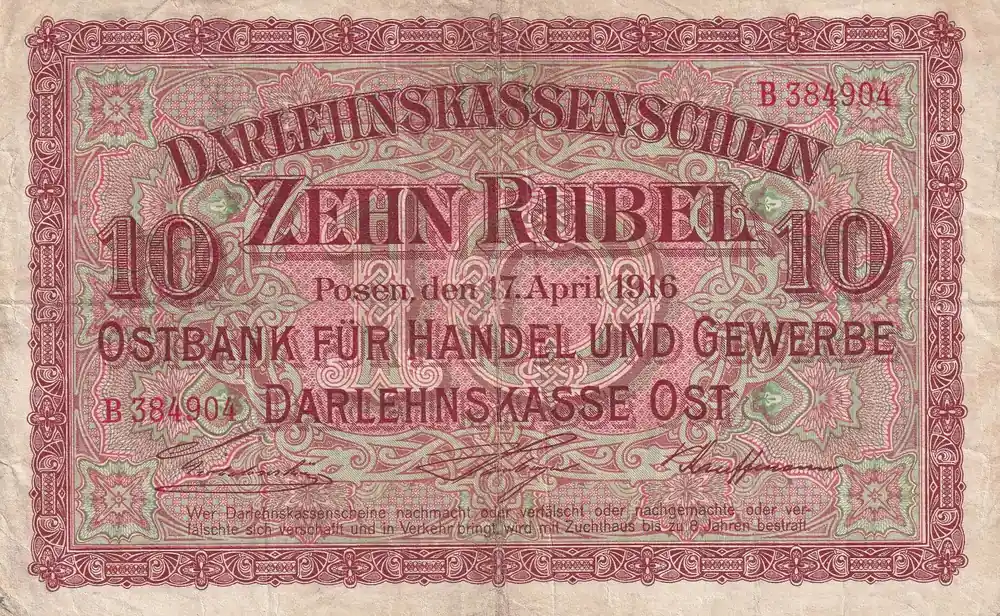 B 384904
DARLEHNSKASSENSCHEIN
ZEHN RUBEL
10 10
Posen, den 17. April 1916
10
OSTBANK FÜR HANDEL UND GEWERBE
B 384904 DARLEHNSKASSE OST
Wer Darlehnskassenscheine nachmacht oder verfälscht oder nachgemachte oder ver-
fälschte sich verschafft und in Verkehr bringt, wird mit Zuchthaus bis zu 8 Jahren bestraft